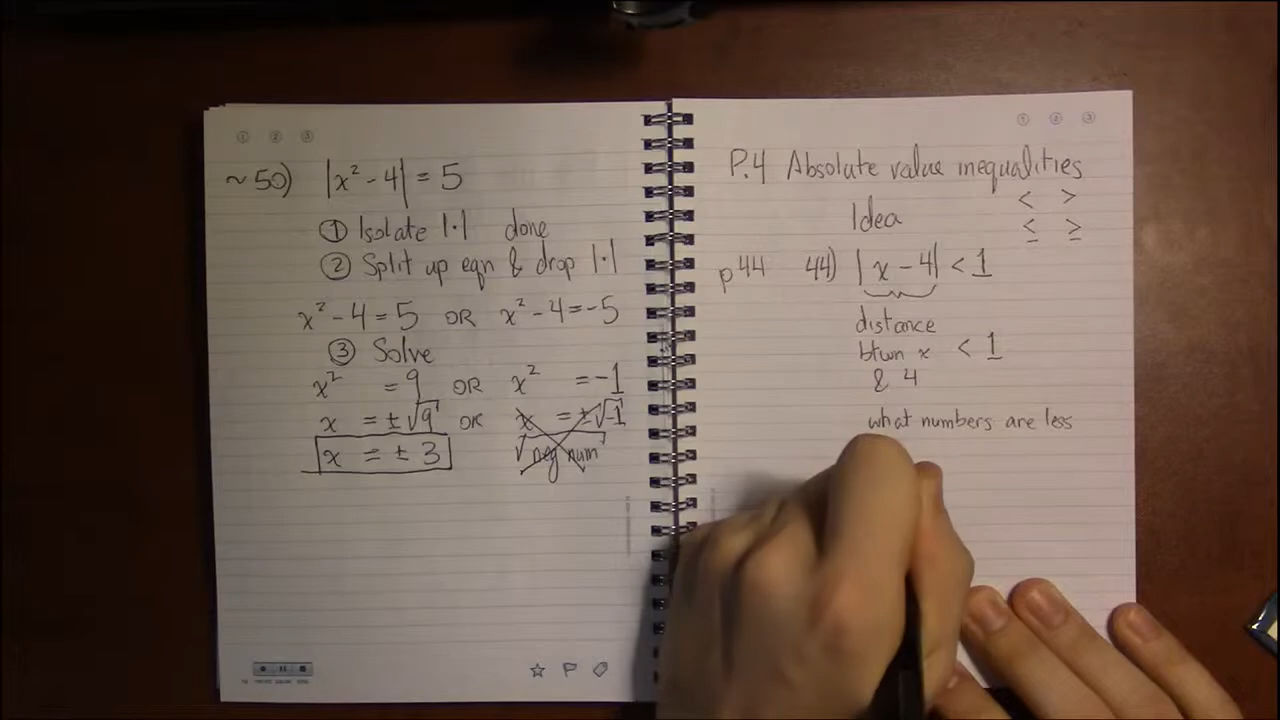 ~50) |x² - 4| = 5
① Isolate |·| done
② Split up eqn & drop |·|
x² - 4 = 5 OR x² - 4 = -5
③ Solve
x² = 9 OR x² = -1
x = ±√9 OR x = ±√-1
x = ± 3 √neg num
P.4 Absolute value inequalities
< >
Idea ≤ ≥
p44 44) |x - 4| < 1
distance
btwn x < 1
& 4
what numbers are less